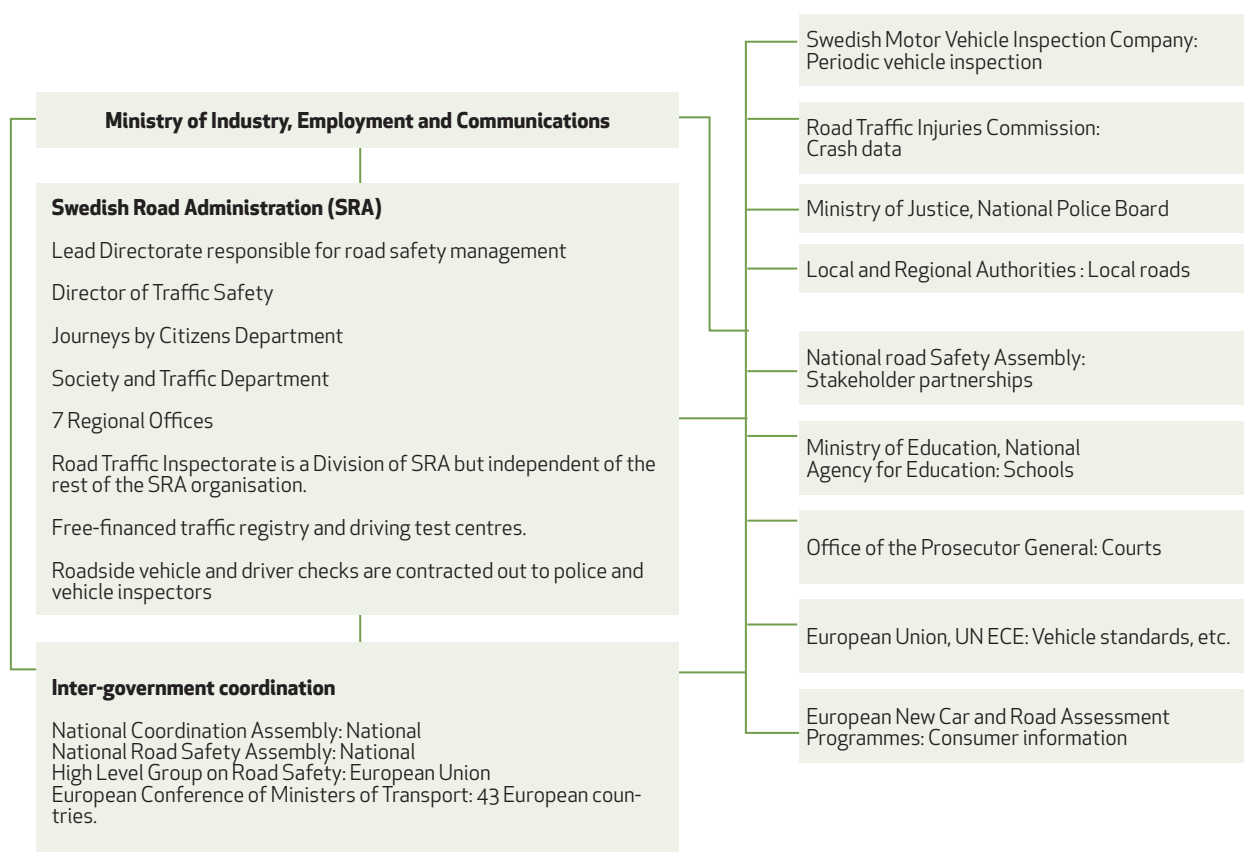 Ministry of Industry, Employment and Communications
Swedish Road Administration (SRA)
Lead Directorate responsible for road safety management
Director of Traffic Safety
Journeys by Citizens Department
Society and Traffic Department
7 Regional Offices
Road Traffic Inspectorate is a Division of SRA but independent of the
rest of the SRA organisation.
Free-financed traffic registry and driving test centres.
Roadside vehicle and driver checks are contracted out to police and
vehicle inspectors
Inter-government coordination
National Coordination Assembly: National
National Road Safety Assembly: National
High Level Group on Road Safety: European Union
European Conference of Ministers of Transport: 43 European coun-
tries.
Swedish Motor Vehicle Inspection Company:
Periodic vehicle inspection
Road Traffic Injuries Commission:
Crash data
Ministry of Justice, National Police Board
Local and Regional Authorities : Local roads
National road Safety Assembly:
Stakeholder partnerships
Ministry of Education, National
Agency for Education: Schools
Office of the Prosecutor General: Courts
European Union, UN ECE: Vehicle standards, etc.
European New Car and Road Assessment
Programmes: Consumer information